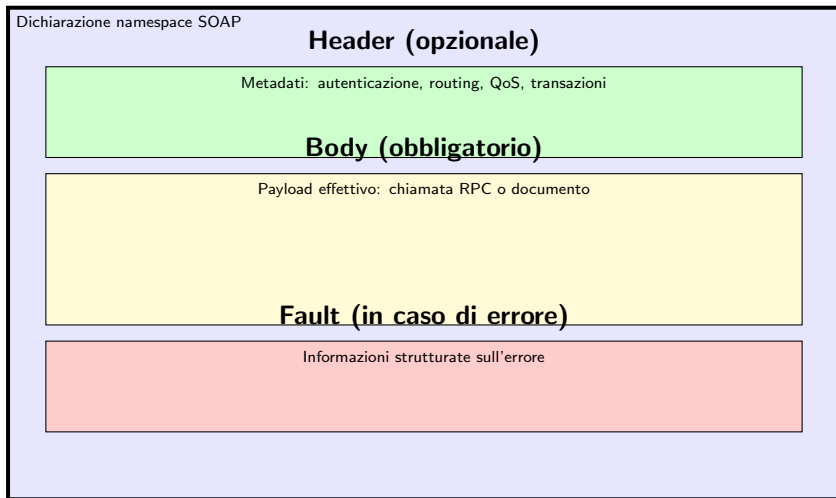 Dichiarazione namespace SOAP
Header (opzionale)
Metadati: autenticazione, routing, QoS, transazioni
Body (obbligatorio)
Payload effettivo: chiamata RPC o documento
Fault (in caso di errore)
Informazioni strutturate sull'errore